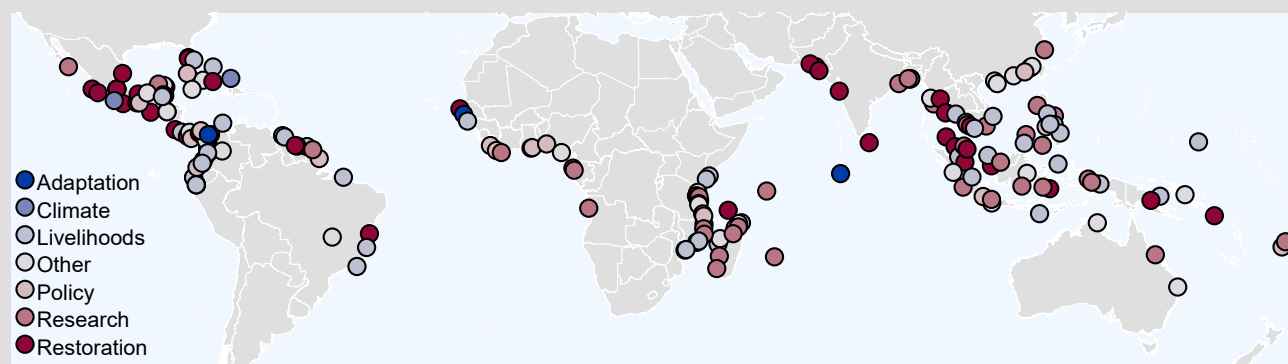 Adaptation
Climate
Livelihoods
Other
Policy
Research
Restoration